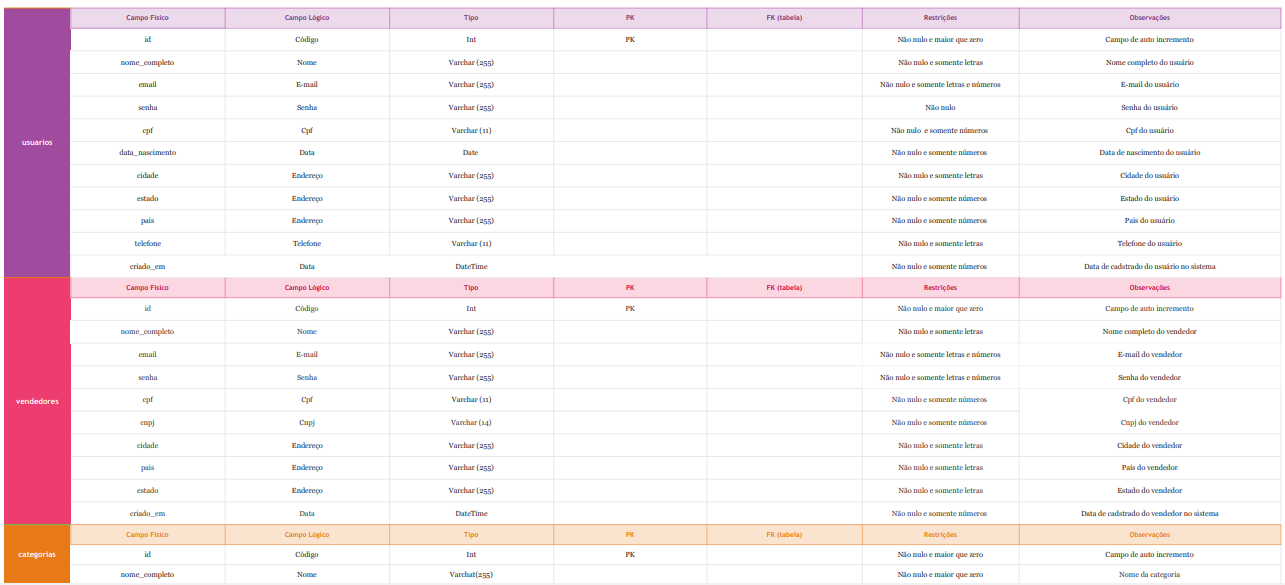 Campo Físico Campo Lógico Tipo PK FK (tabela) Restrições Observações
id Código Int PK Não nulo e maior que zero Campo de auto incremento
nome_completo Nome Varchar (255) Não nulo e somente letras Nome completo do usuário
email E-mail Varchar (255) Não nulo e somente letras e números E-mail do usuário
senha Senha Varchar (255) Não nulo Senha do usuário
cpf Cpf Varchar (11) Não nulo e somente números Cpf do usuário
usuarios
data_nascimento Data Date Não nulo e somente números Data de nascimento do usuário
cidade Endereço Varchar (255) Não nulo e somente letras Cidade do usuário
estado Endereço Varchar (255) Não nulo e somente números Estado do usuário
pais Endereço Varchar (255) Não nulo e somente números País do usuário
telefone Telefone Varchar (11) Não nulo e somente letras Telefone do usuário
criado_em Data DateTime Não nulo e somente números Data de cadstrado do usuário no sistema
Campo Físico Campo Lógico Tipo PK FK (tabela) Restrições Observações
id Código Int PK Não nulo e maior que zero Campo de auto incremento
nome_completo Nome Varchar (255) Não nulo e somente letras Nome completo do vendedor
email E-mail Varchar (255) Não nulo e somente letras e números E-mail do vendedor
senha Senha Varchar (255) Não nulo e somente letras e números Senha do vendedor
vendedores cpf Cpf Varchar (11) Não nulo e somente números Cpf do vendedor
cnpj Cnpj Varchar (14) Não nulo e somente números Cnpj do vendedor
cidade Endereço Varchar (255) Não nulo e somente letras Cidade do vendedor
pais Endereço Varchar (255) Não nulo e somente letras País do vendedor
estado Endereço Varchar (255) Não nulo e somente letras Estado do vendedor
criado_em Data DateTime Não nulo e somente números Data de cadstrado do vendedor no sistema
Campo Físico Campo Lógico Tipo PK FK (tabela) Restrições Observações
categorias id Código Int PK Não nulo e maior que zero Campo de auto incremento
nome_completo Nome Varchat(255) Não nulo e maior que zero Nome da categoria